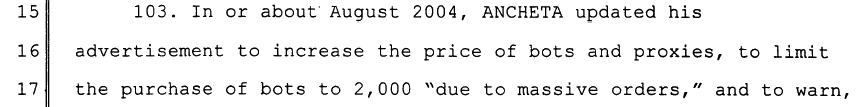 15 103. In or about August 2004, ANCHETA updated his
16 advertisement to increase the price of bots and proxies, to limit
17 the purchase of bots to 2,000 "due to massive orders," and to warn,